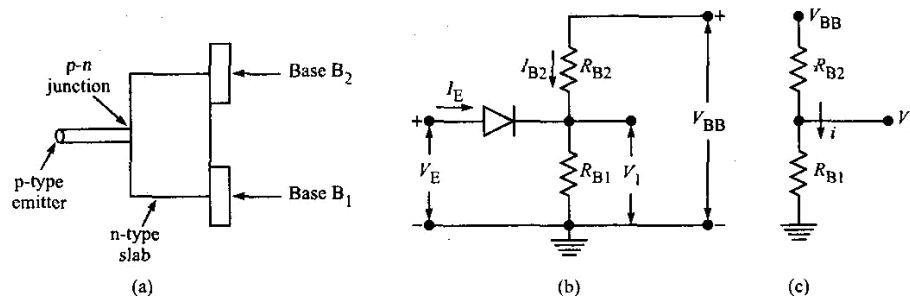 p-n
junction
Base B2
p-type
emitter
n-type
slab
Base B1
(a)
+
IB2
RB2
IE
+
VE
RB1
V1
VBB
−
−
(b)
VBB
RB2
V
i
RB1
(c)